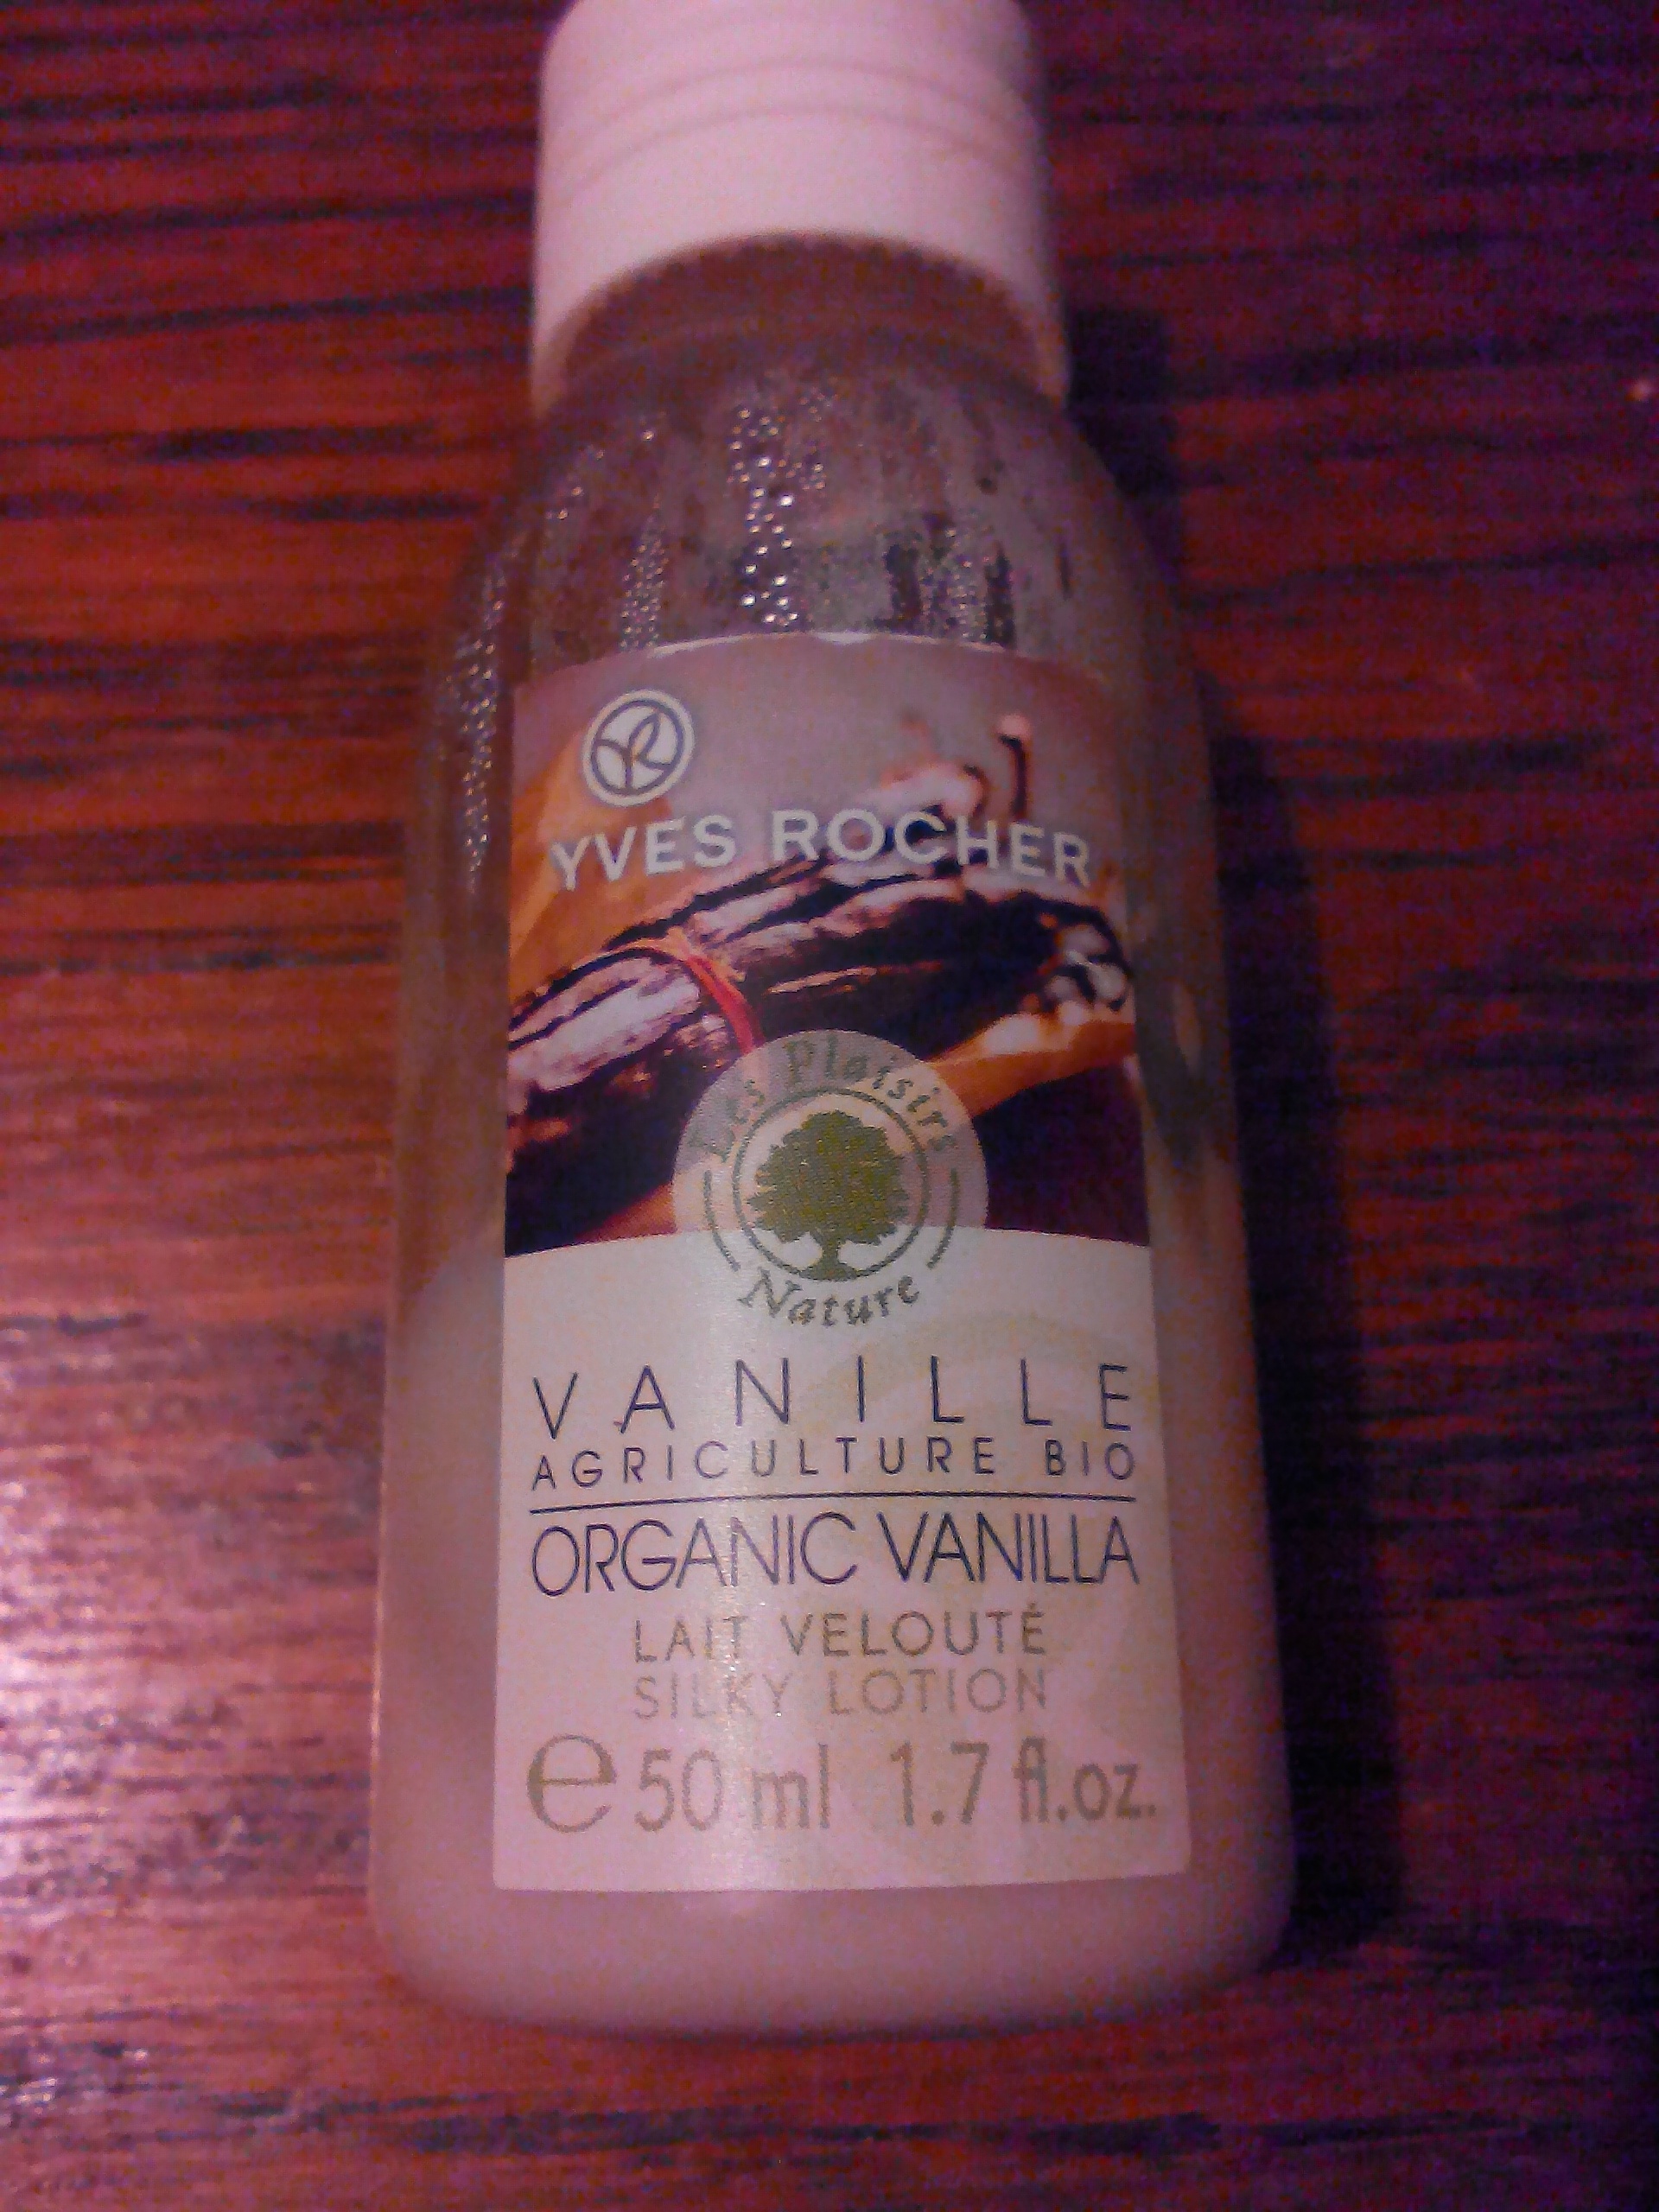 YVES ROCHER
Les Plaisirs
Nature
VANILLE
AGRICULTURE BIO
ORGANIC VANILLA
LAIT VELOUTÉ
SILKY LOTION
e 50 ml 1.7 fl.oz.